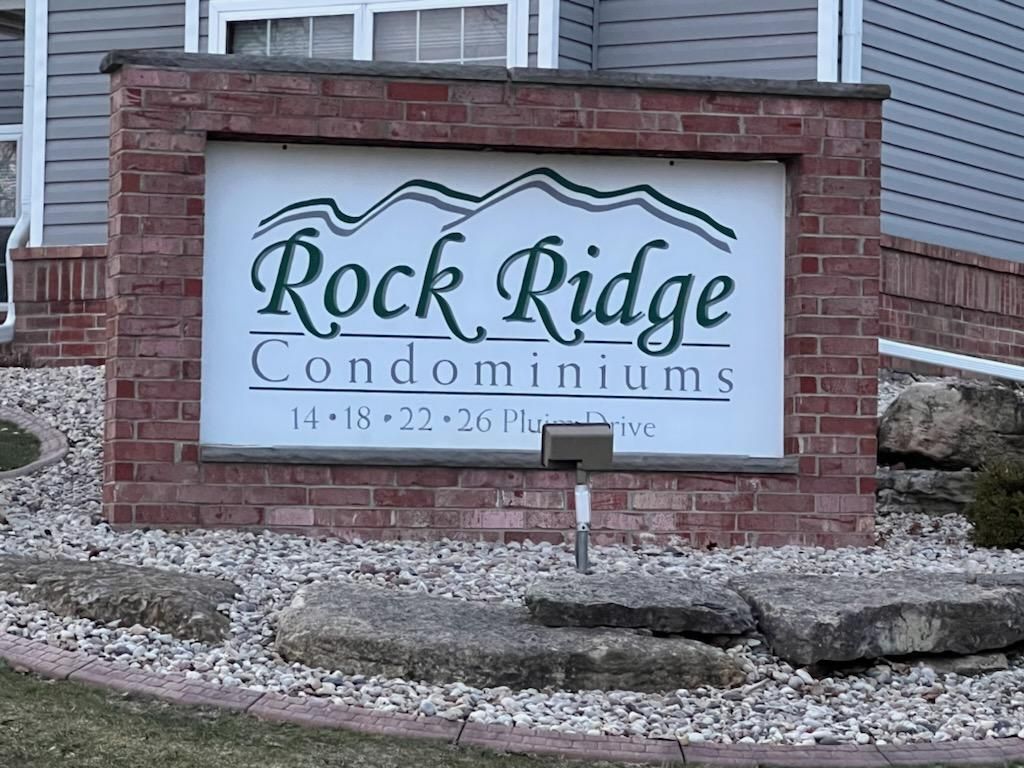 Rock Ridge
Condominiums
14 • 18 • 22 • 26 Drive